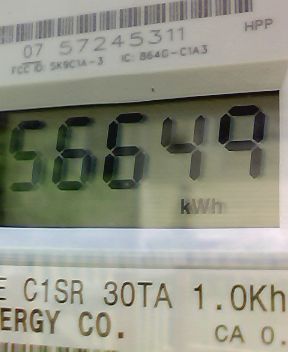 HPP
07 57245311
FCC ID: SK9C1A-3 IC: 864G-C1A3
56649
kWh
E C1SR 30TA 1.0Kh
ERGY CO.
CA 0.